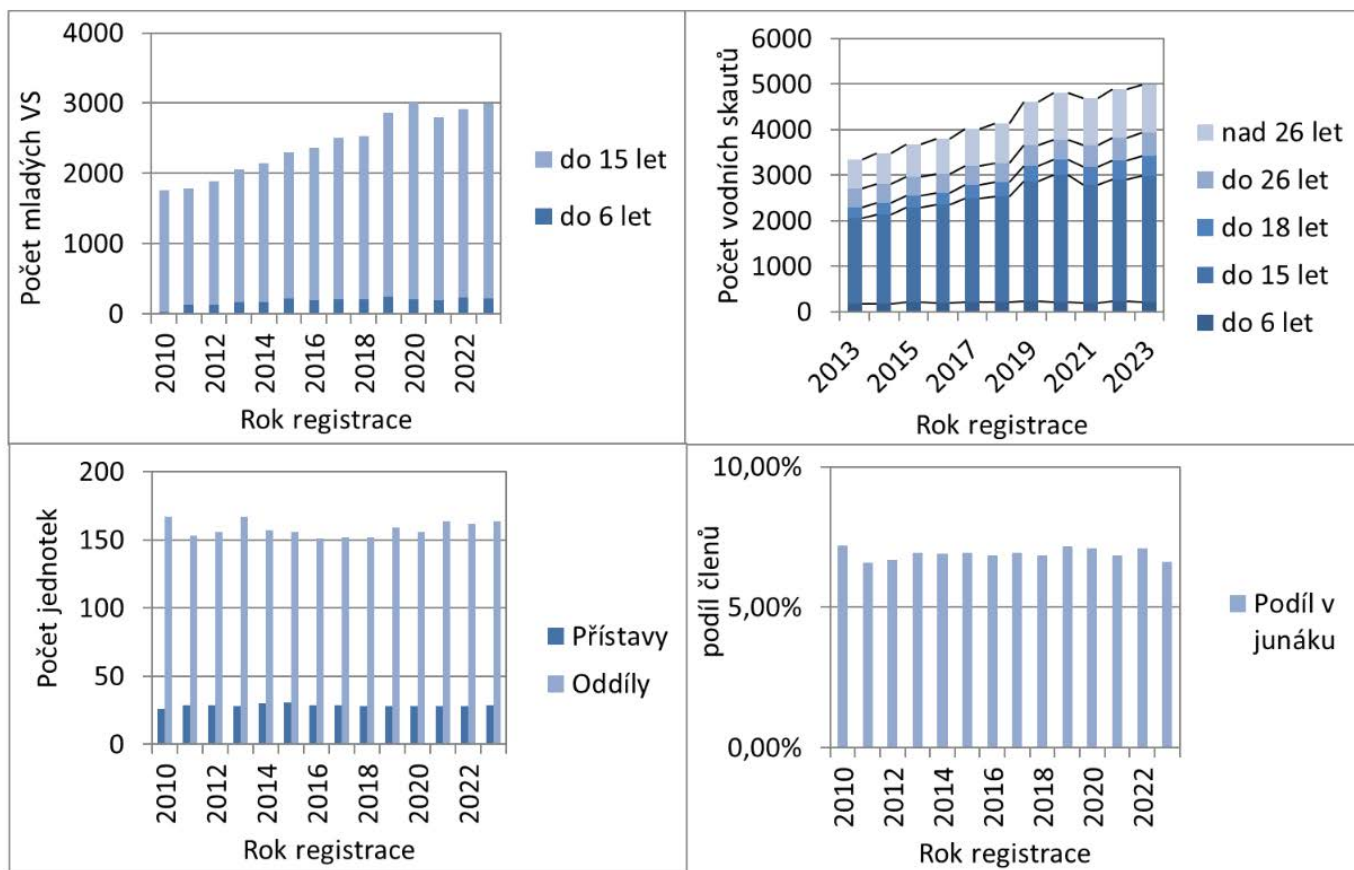 4000
3000
2000
1000
0
Počet mladých VS
2010
2012
2014
2016
2018
2020
2022
Rok registrace
do 15 let
do 6 let
6000
5000
4000
3000
2000
1000
0
Počet vodních skautů
2013
2015
2017
2019
2021
2023
Rok registrace
nad 26 let
do 26 let
do 18 let
do 15 let
do 6 let
200
150
100
50
0
Počet jednotek
2010
2012
2014
2016
2018
2020
2022
Rok registrace
Přístavy
Oddíly
10,00%
5,00%
0,00%
podíl členů
2010
2012
2014
2016
2018
2020
2022
Rok registrace
Podíl v
junáku